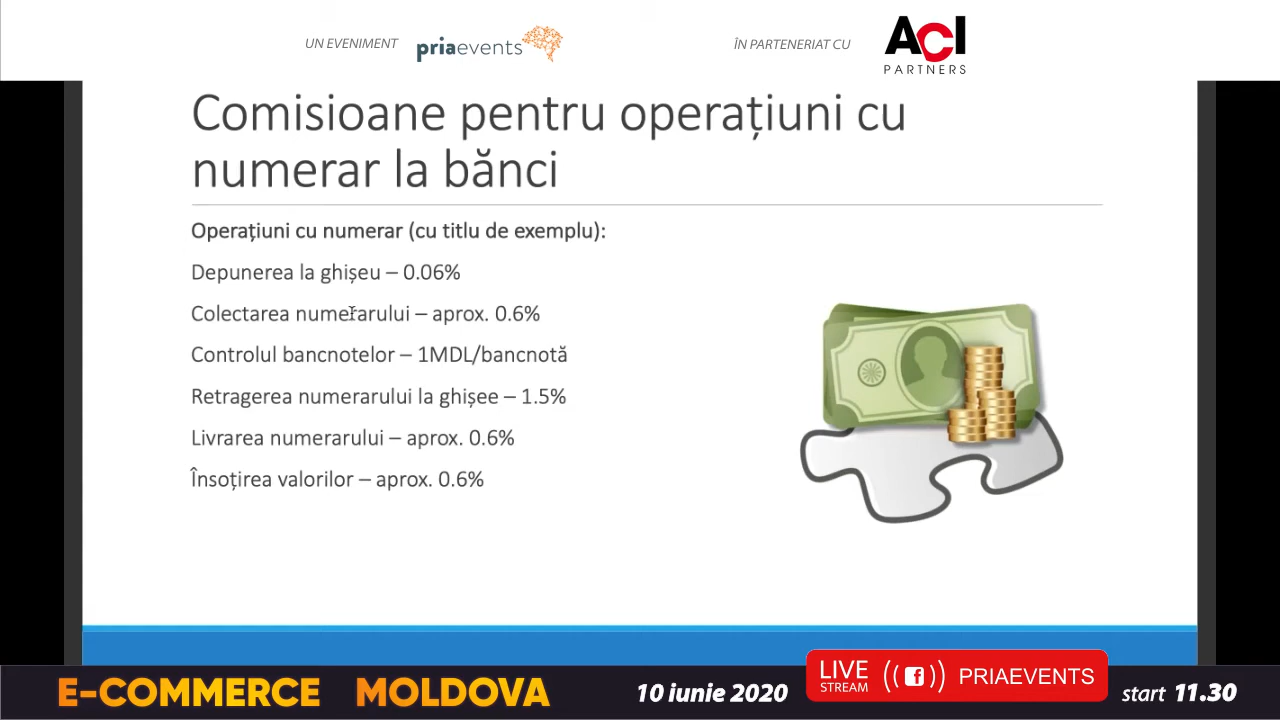 UN EVENIMENT
priaevents
ÎN PARTENERIAT CU
ACI
PARTNERS
Comisioane pentru operațiuni cu
numerar la bănci
Operațiuni cu numerar (cu titlu de exemplu):
Depunerea la ghișeu – 0.06%
Colectarea numerarului – aprox. 0.6%
Controlul bancnotelor – 1MDL/bancnotă
Retragerea numerarului la ghișee – 1.5%
Livrarea numerarului – aprox. 0.6%
Însoțirea valorilor – aprox. 0.6%
E-COMMERCE MOLDOVA
10 iunie 2020
LIVE
STREAM
PRIAEVENTS
start 11.30